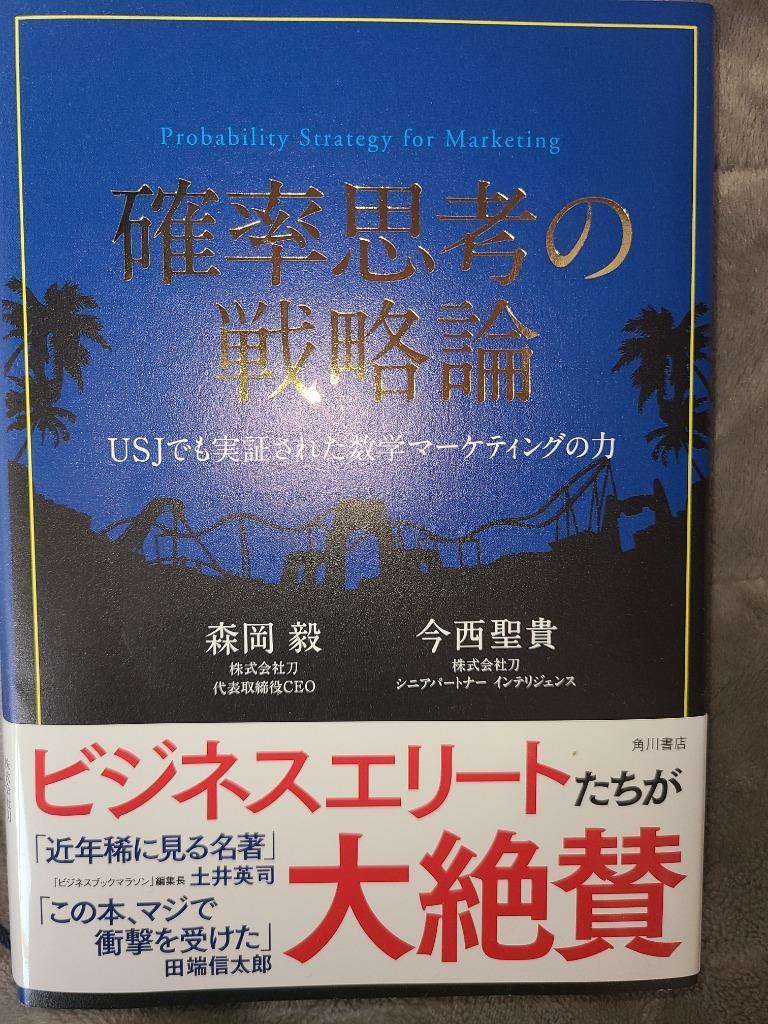 Probability Strategy for Marketing
確率思考の
戦略論
USJでも実証された数学マーケティングの力
森岡 毅
株式会社刀
代表取締役CEO
今西聖貴
株式会社刀
シニアパートナー インテリジェンス
角川書店
ビジネスエリートたちが
大絶賛
「近年稀に見る名著」
「ビジネスブックマラソン」編集長 土井英司
「この本、マジで
衝撃を受けた」
田端信太郎
株式会社刀